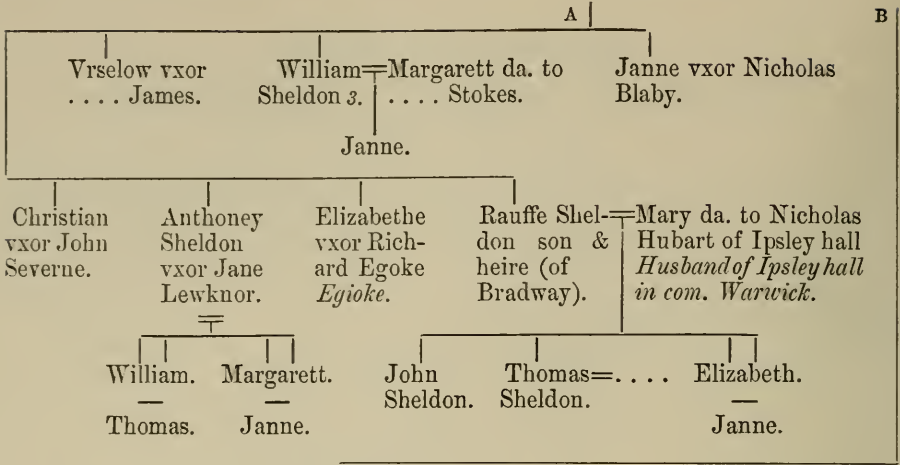 A
B
Vrselow vxor
. . . . James.
William=Margarett da. to
Sheldon 3. . . . . Stokes.
Janne vxor Nicholas
Blaby.
Janne.
Christian
vxor John
Severne.
Anthoney
Sheldon
vxor Jane
Lewknor.
Elizabethe
vxor Rich-
ard Egoke
Egioke.
Rauffe Shel-
don son &
heire (of
Bradway).
=Mary da. to Nicholas
Hubart of Ipsley hall
Husband of Ipsley hall
in com. Warwick.
William.
—
Thomas.
Margarett.
—
Janne.
John
Sheldon.
Thomas=. . . .
Sheldon.
Elizabeth.
—
Janne.